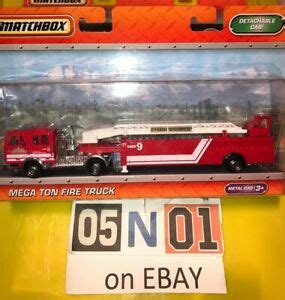 MATCHBOX
DETACHABLE
CAB!
9
MEGA TON FIRE TRUCK
METAL CAB
3+
05 N 01
on EBAY